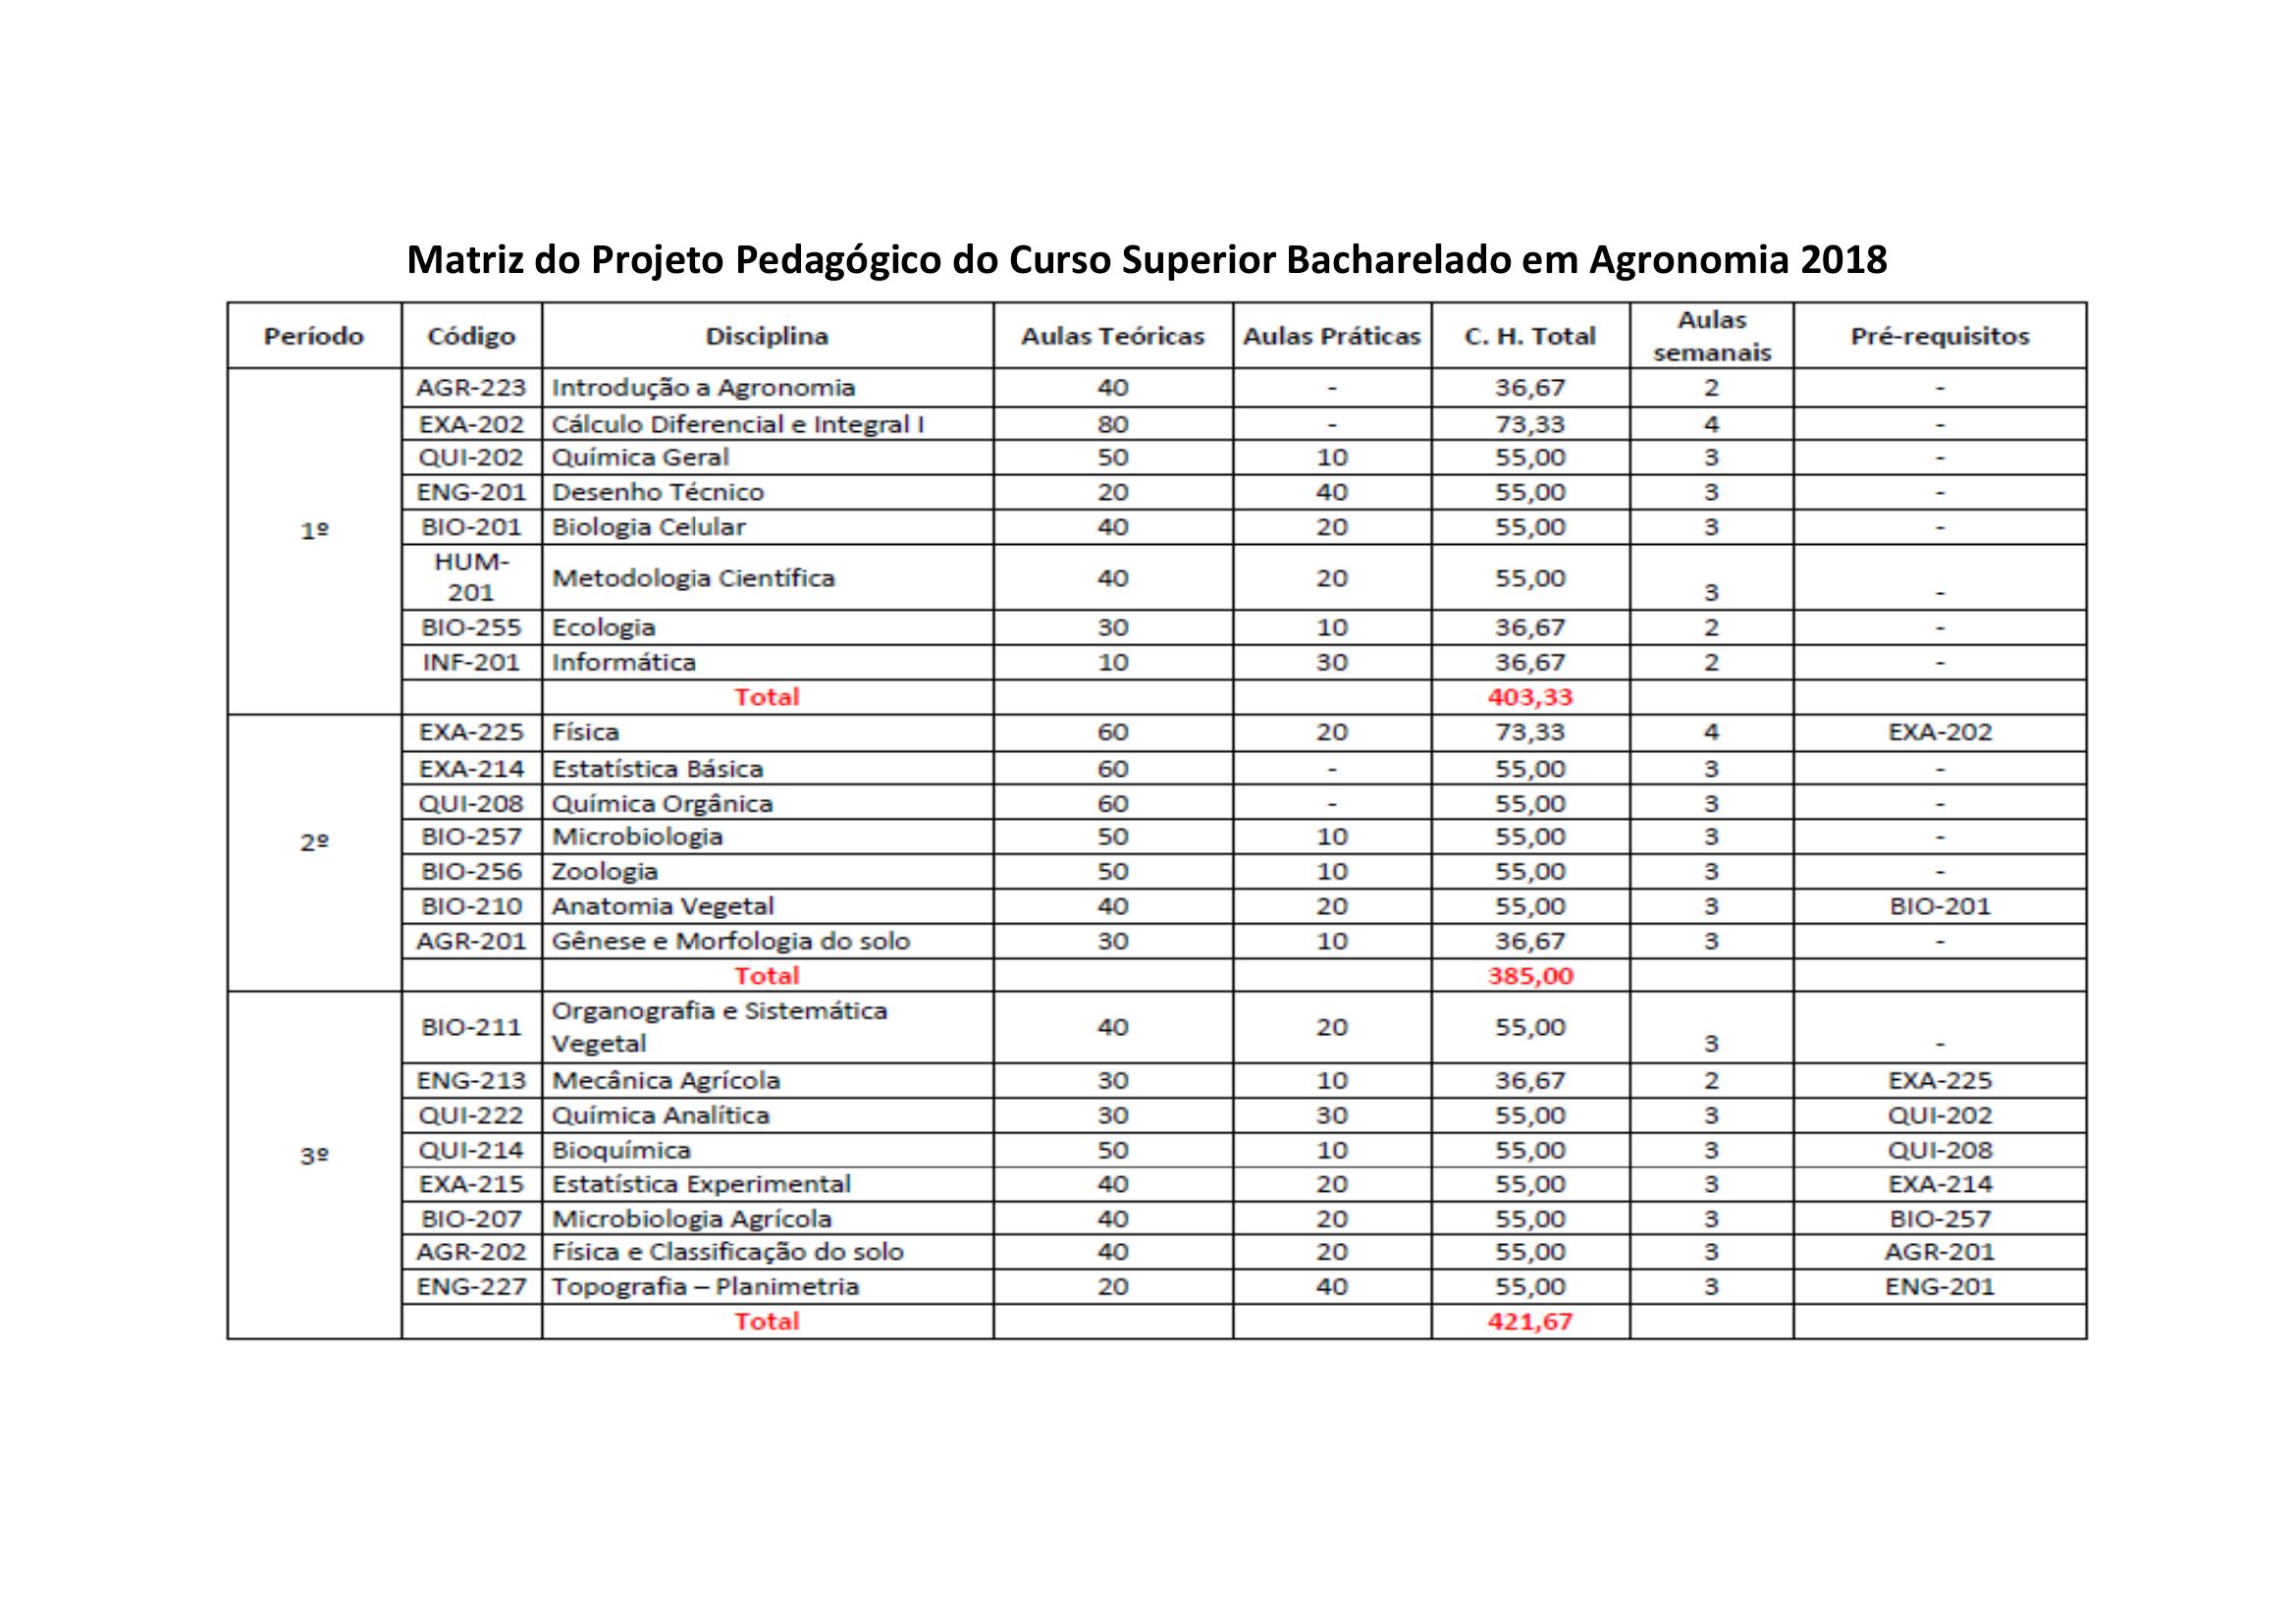 Matriz do Projeto Pedagógico do Curso Superior Bacharelado em Agronomia 2018
Período Código Disciplina Aulas Teóricas Aulas Práticas C. H. Total Aulas semanais Pré-requisitos
1º
AGR-223 Introdução a Agronomia 40 - 36,67 2 -
EXA-202 Cálculo Diferencial e Integral I 80 - 73,33 4 -
QUI-202 Química Geral 50 10 55,00 3 -
ENG-201 Desenho Técnico 20 40 55,00 3 -
BIO-201 Biologia Celular 40 20 55,00 3 -
HUM-201 Metodologia Científica 40 20 55,00 3 -
BIO-255 Ecologia 30 10 36,67 2 -
INF-201 Informática 10 30 36,67 2 -
Total 403,33
2º
EXA-225 Física 60 20 73,33 4 EXA-202
EXA-214 Estatística Básica 60 - 55,00 3 -
QUI-208 Química Orgânica 60 - 55,00 3 -
BIO-257 Microbiologia 50 10 55,00 3 -
BIO-256 Zoologia 50 10 55,00 3 -
BIO-210 Anatomia Vegetal 40 20 55,00 3 BIO-201
AGR-201 Gênese e Morfologia do solo 30 10 36,67 3 -
Total 385,00
3º
BIO-211 Organografia e Sistemática Vegetal 40 20 55,00 3 -
ENG-213 Mecânica Agrícola 30 10 36,67 2 EXA-225
QUI-222 Química Analítica 30 30 55,00 3 QUI-202
QUI-214 Bioquímica 50 10 55,00 3 QUI-208
EXA-215 Estatística Experimental 40 20 55,00 3 EXA-214
BIO-207 Microbiologia Agrícola 40 20 55,00 3 BIO-257
AGR-202 Física e Classificação do solo 40 20 55,00 3 AGR-201
ENG-227 Topografia – Planimetria 20 40 55,00 3 ENG-201
Total 421,67